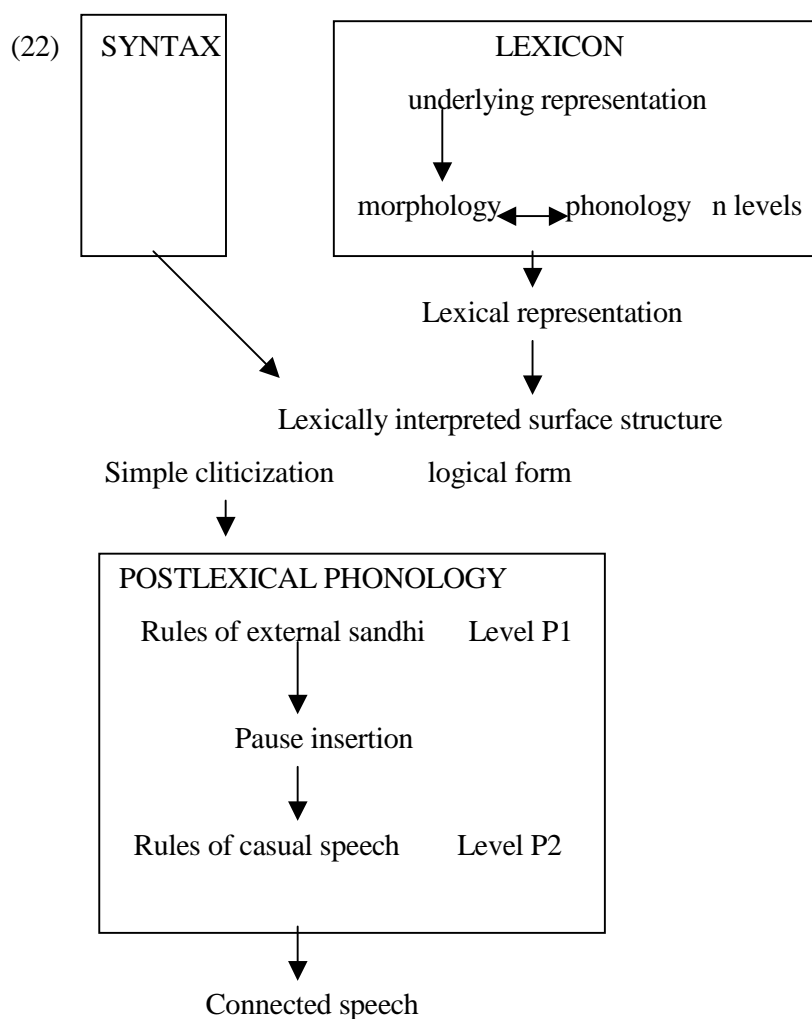 (22) SYNTAX LEXICON
underlying representation
morphology phonology n levels
Lexical representation
Lexically interpreted surface structure
Simple cliticization logical form
POSTLEXICAL PHONOLOGY
Rules of external sandhi Level P1
Pause insertion
Rules of casual speech Level P2
Connected speech